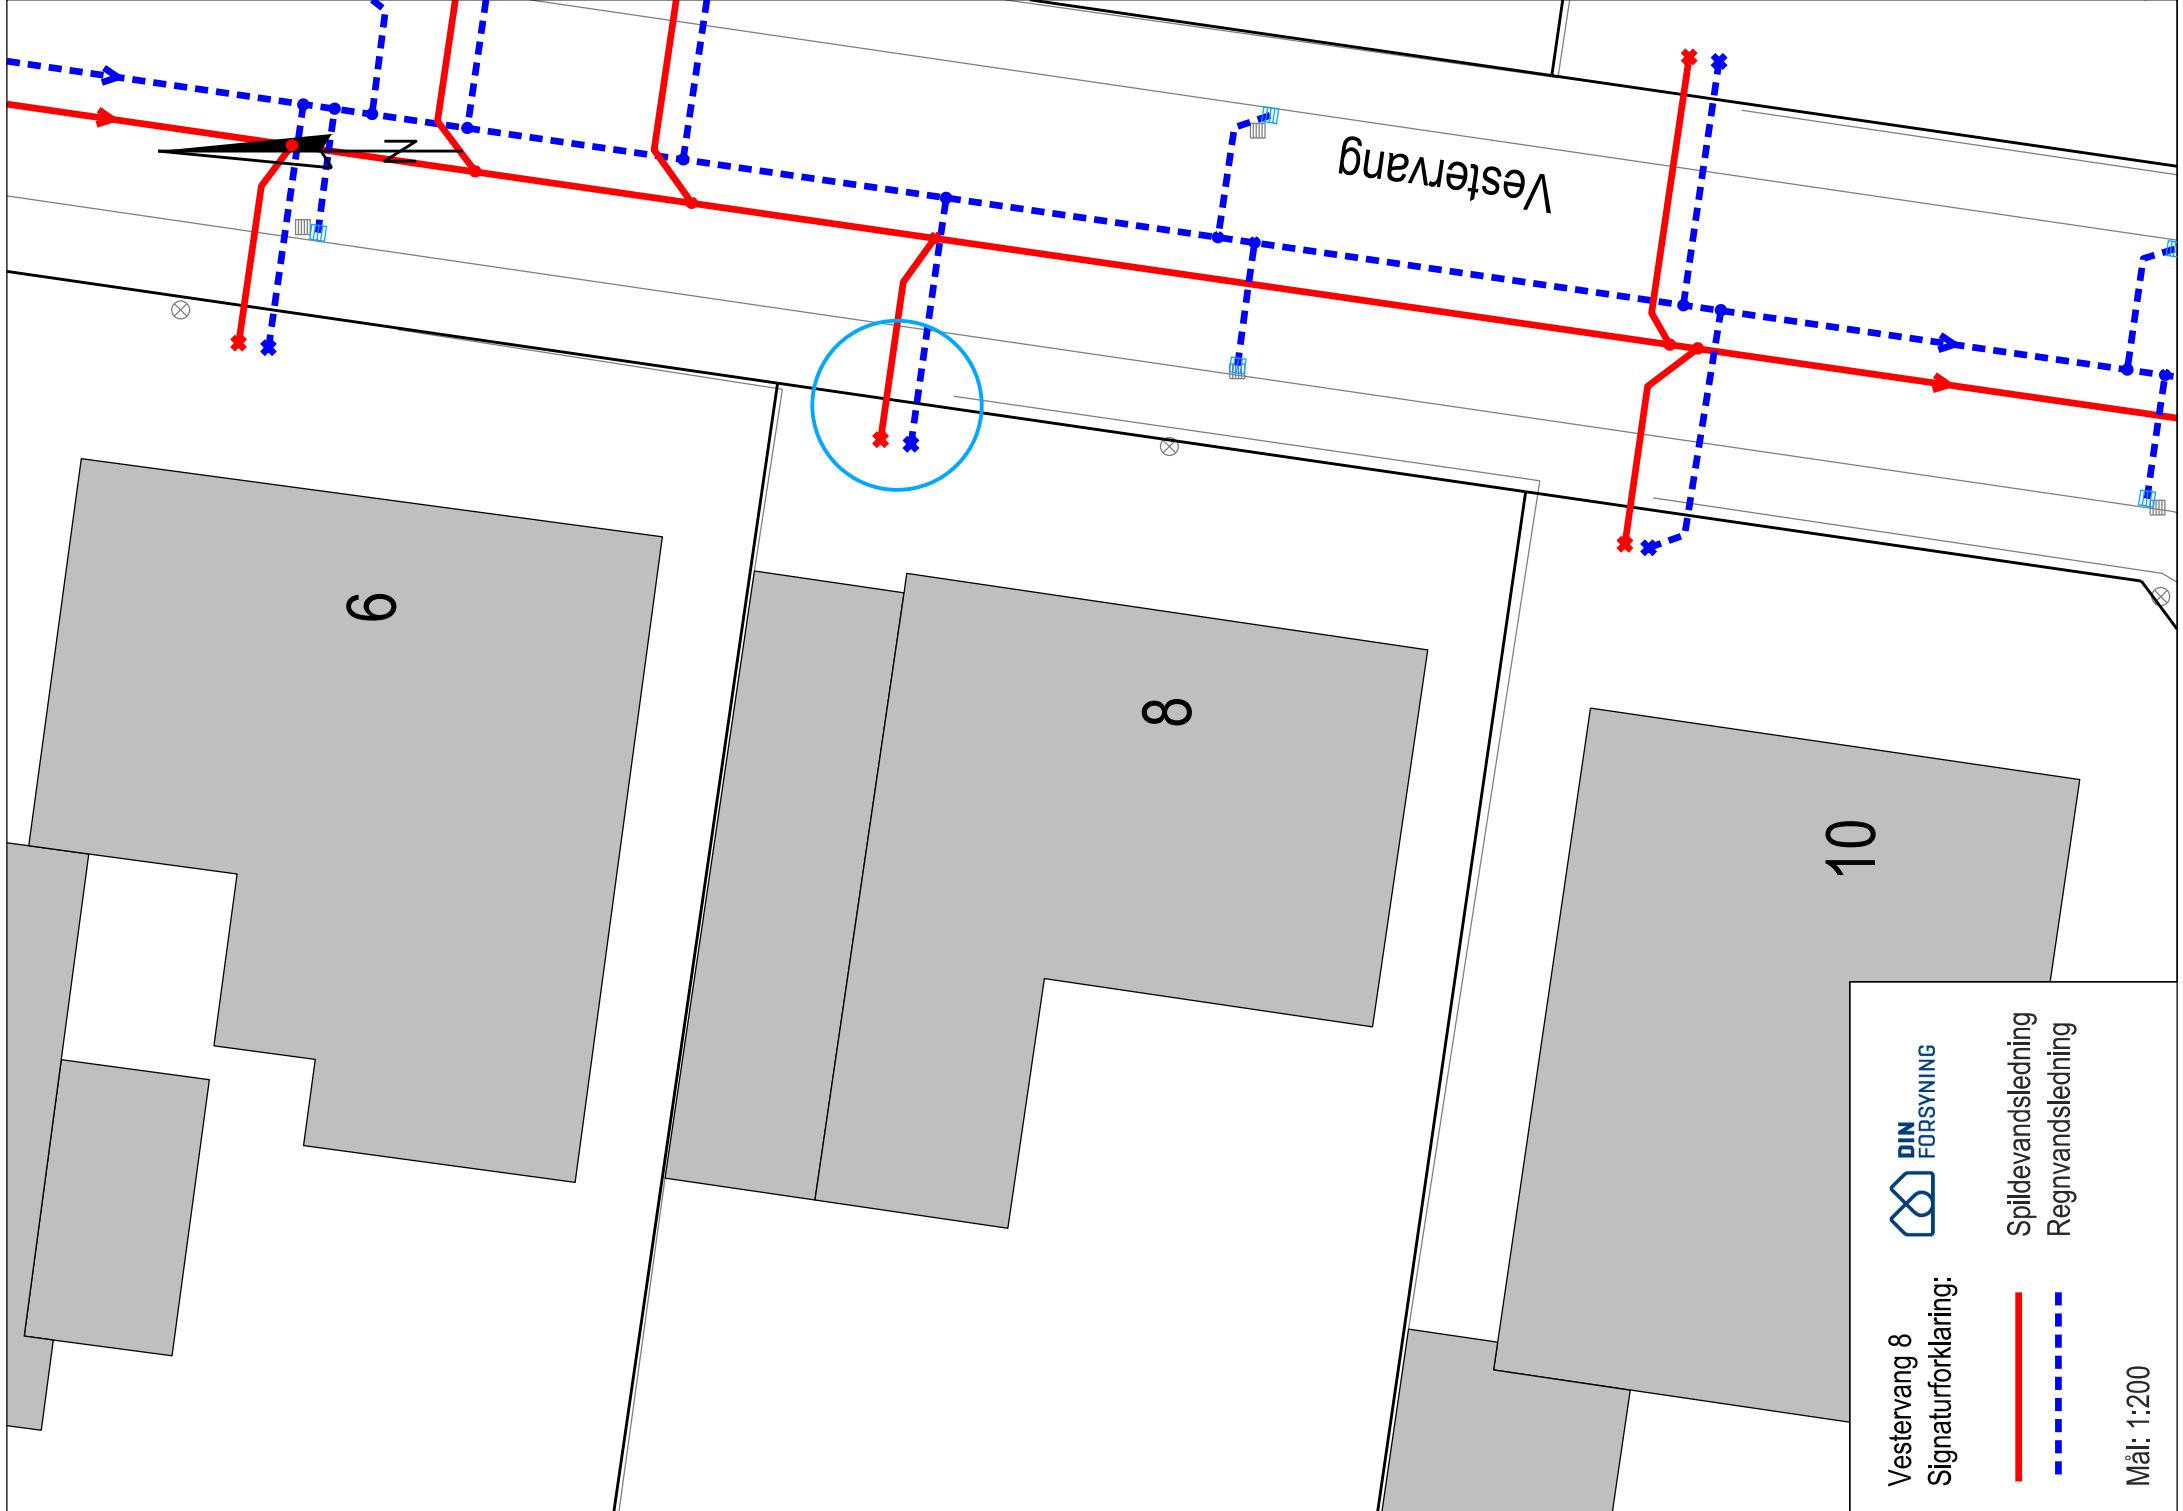 N
Vestervang
6
8
10
Vestervang 8
Signaturforklaring:
DIN
FORSYNING
Spildevandsledning
Regnvandsledning
Mål: 1:200